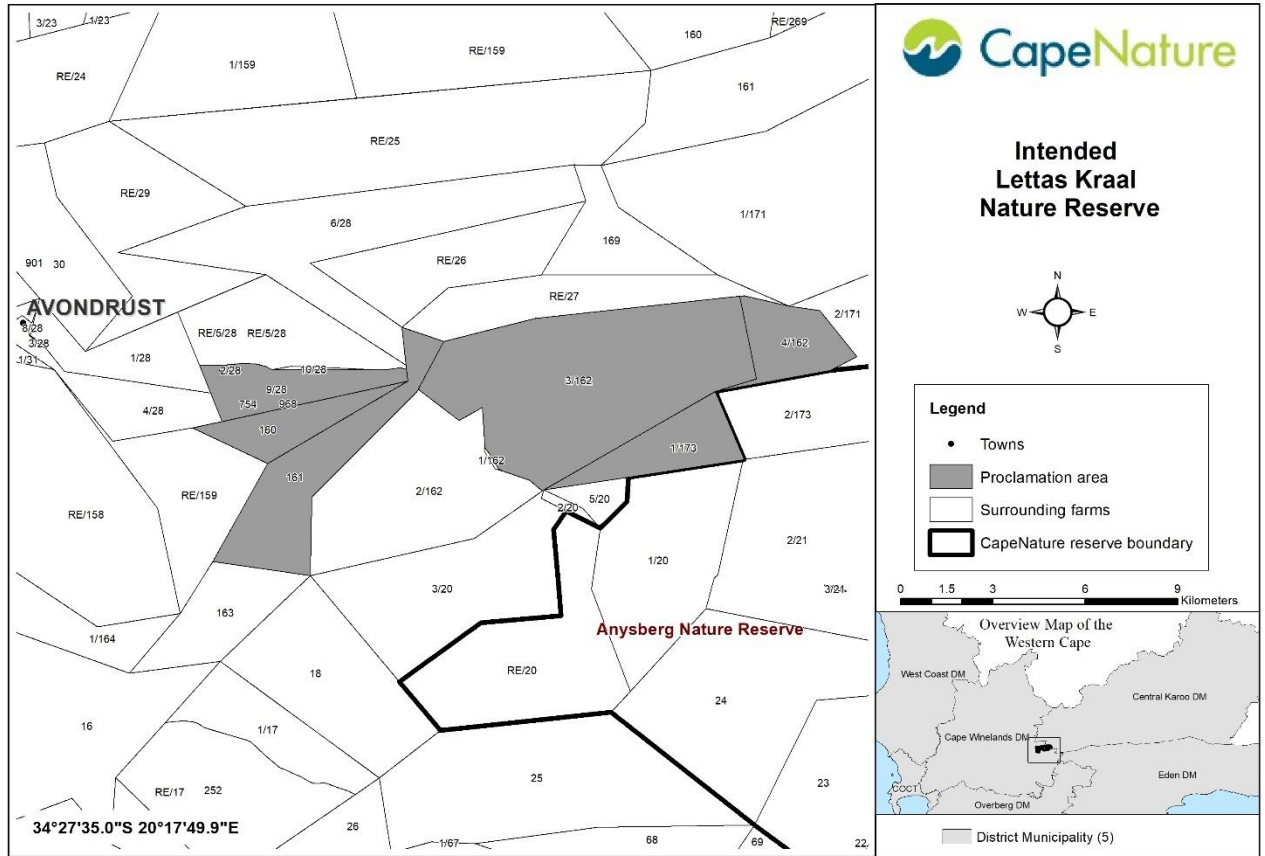 3/23
1/23
RE/269
160
RE/159
1/159
RE/24
161
RE/25
RE/29
1/171
6/28
169
RE/26
901
30
RE/27
AVONDRUST
8/28
3/28
1/31
RE/5/28
RE/5/28
2/171
4/162
1/28
2/28
10/28
3/162
9/28
754
968
4/28
2/173
160
1/173
1/162
161
2/162
RE/159
5/20
2/20
RE/158
2/21
1/20
3/20
3/21
163
1/164
Anysberg Nature Reserve
18
RE/20
24
16
1/17
25
23
RE/17
252
26
34°27'35.0"S 20°17'49.9"E
1/67
68
69
CapeNature
Intended
Lettas Kraal
Nature Reserve
N
W
E
S
Legend
Towns
Proclamation area
Surrounding farms
CapeNature reserve boundary
0 1.5 3 6 9
Kilometers
Overview Map of the
Western Cape
West Coast DM
Central Karoo DM
Cape Winelands DM
Eden DM
COCT
Overberg DM
District Municipality (5)